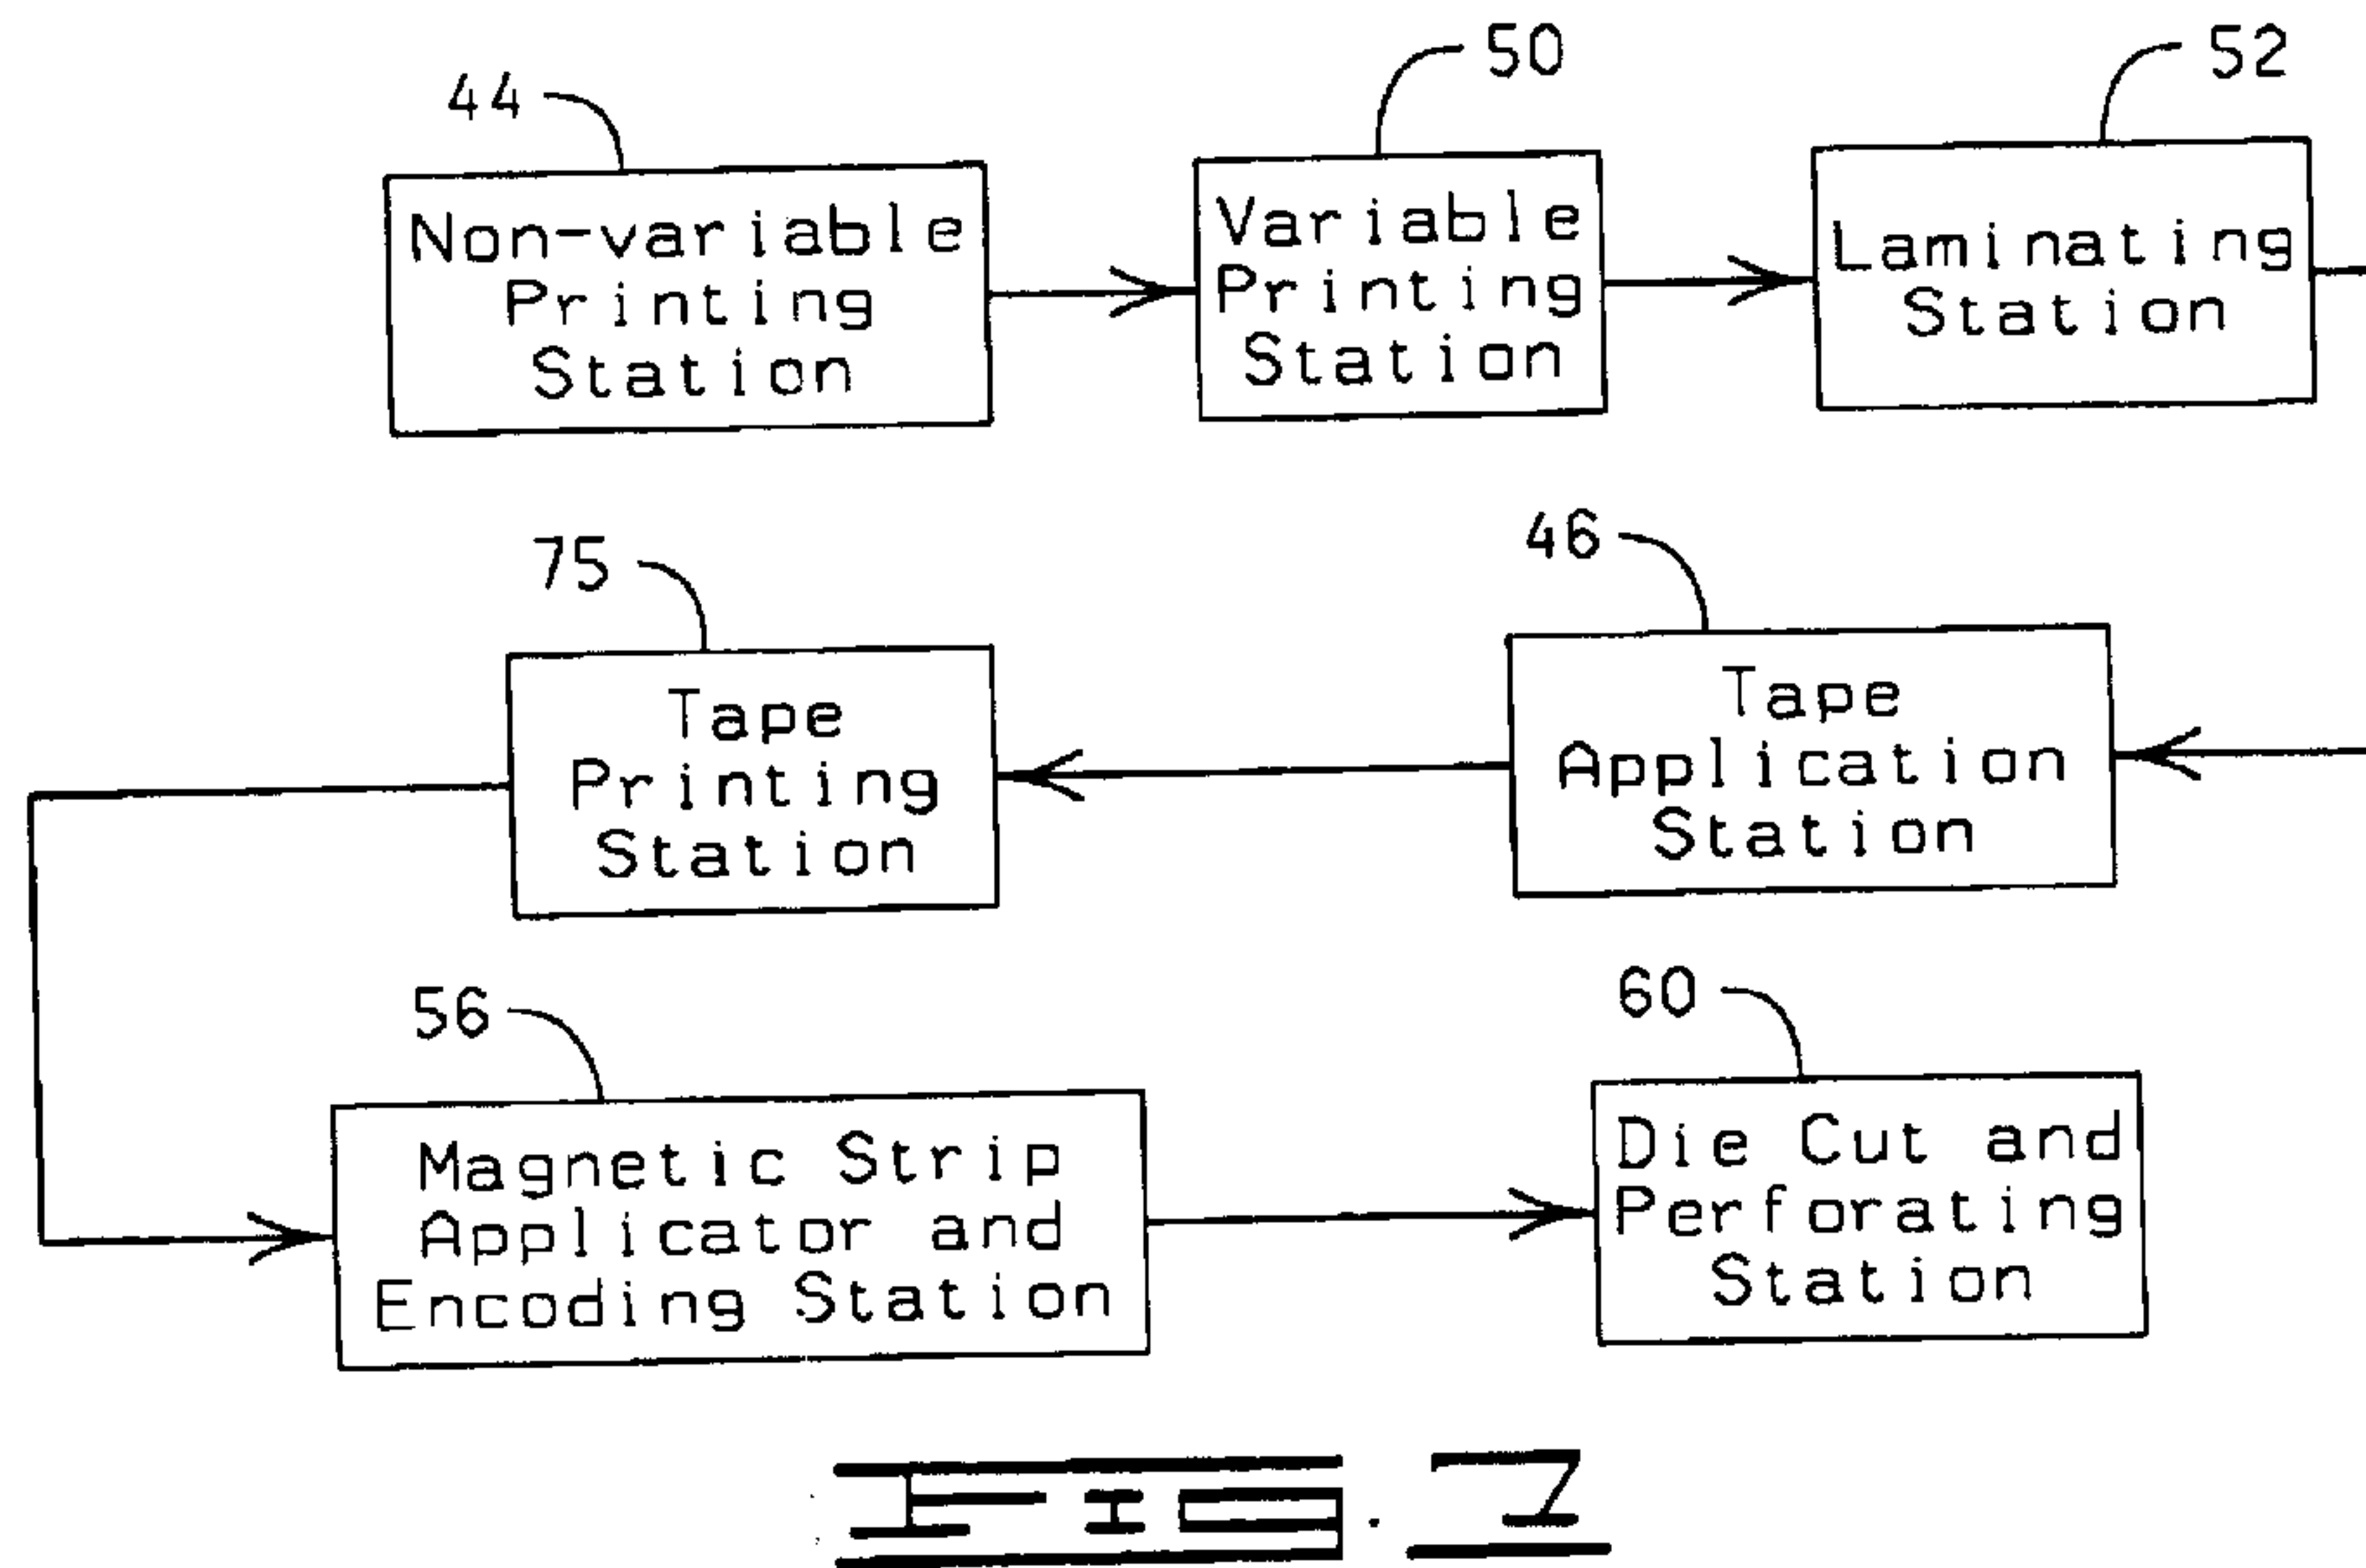 44
50
52
Non-variable
Printing
Station
Variable
Printing
Station
Laminating
Station
75
46
Tape
Printing
Station
Tape
Application
Station
56
60
Magnetic Strip
Applicator and
Encoding Station
Die Cut and
Perforating
Station
FIG. 7